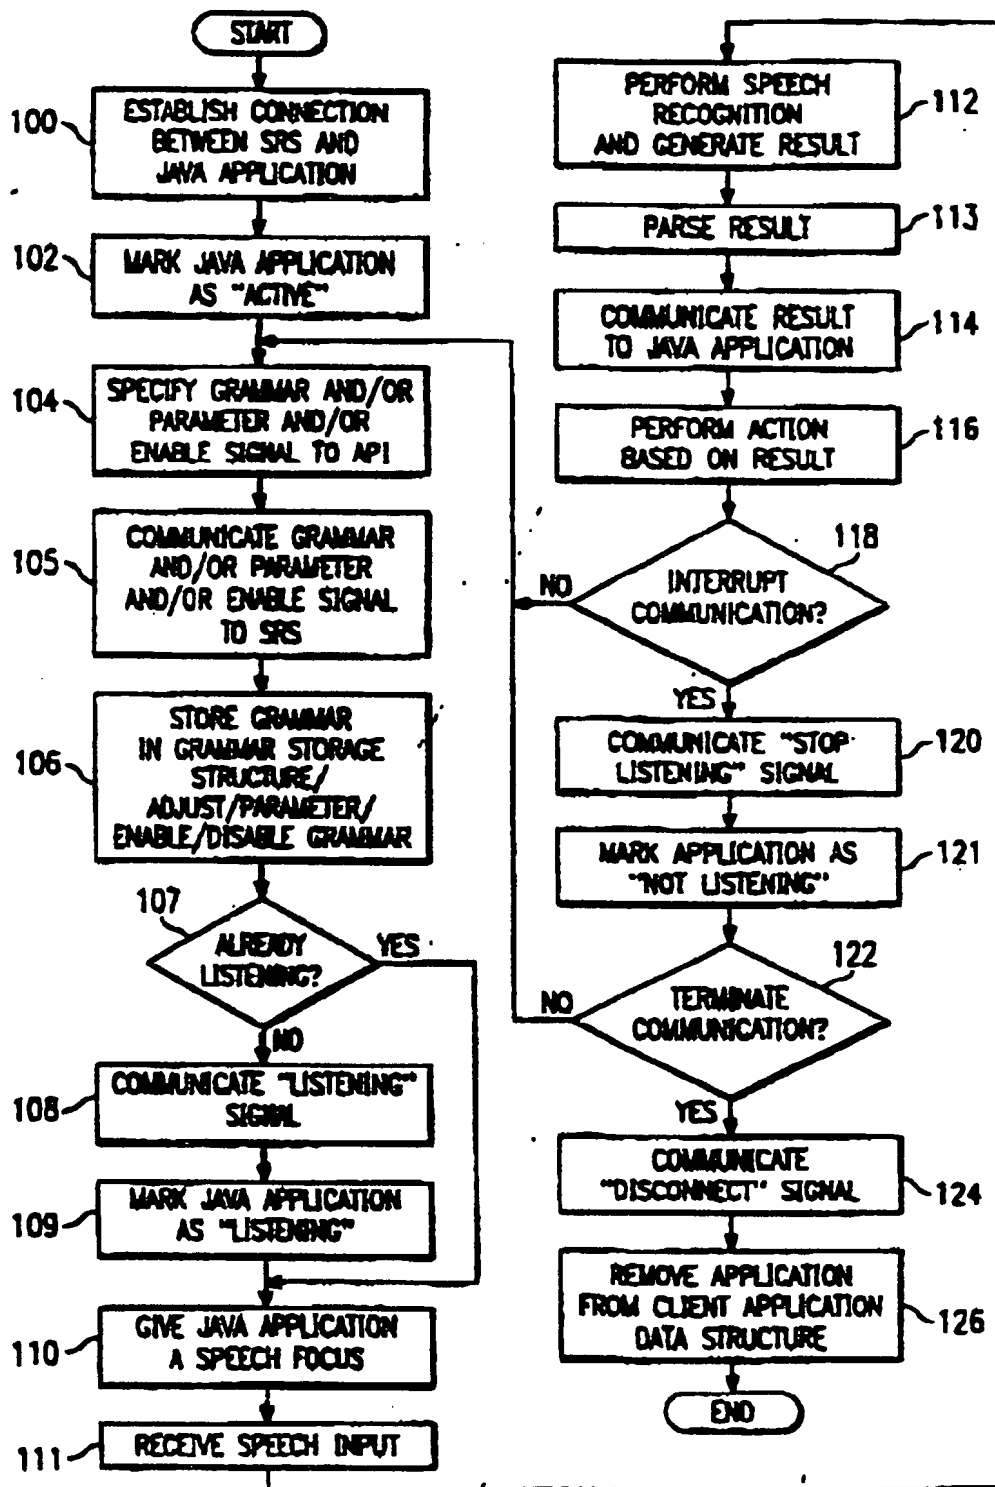 START
100
ESTABLISH CONNECTION
BETWEEN SRS AND
JAVA APPLICATION
102
MARK JAVA APPLICATION
AS "ACTIVE"
104
SPECIFY GRAMMAR AND/OR
PARAMETER AND/OR
ENABLE SIGNAL TO API
105
COMMUNICATE GRAMMAR
AND/OR PARAMETER
AND/OR ENABLE SIGNAL
TO SRS
106
STORE GRAMMAR
IN GRAMMAR STORAGE
STRUCTURE/
ADJUST/PARAMETER/
ENABLE/DISABLE GRAMMAR
107
ALREADY
LISTENING?
YES
NO
108
COMMUNICATE "LISTENING"
SIGNAL
109
MARK JAVA APPLICATION
AS "LISTENING"
110
GIVE JAVA APPLICATION
A SPEECH FOCUS
111
RECEIVE SPEECH INPUT
PERFORM SPEECH
RECOGNITION
AND GENERATE RESULT
112
PARSE RESULT
113
COMMUNICATE RESULT
TO JAVA APPLICATION
114
PERFORM ACTION
BASED ON RESULT
116
118
INTERRUPT
COMMUNICATION?
NO
YES
COMMUNICATE "STOP
LISTENING" SIGNAL
120
MARK APPLICATION AS
"NOT LISTENING"
121
122
TERMINATE
COMMUNICATION?
NO
YES
COMMUNICATE
"DISCONNECT" SIGNAL
124
REMOVE APPLICATION
FROM CLIENT APPLICATION
DATA STRUCTURE
126
END